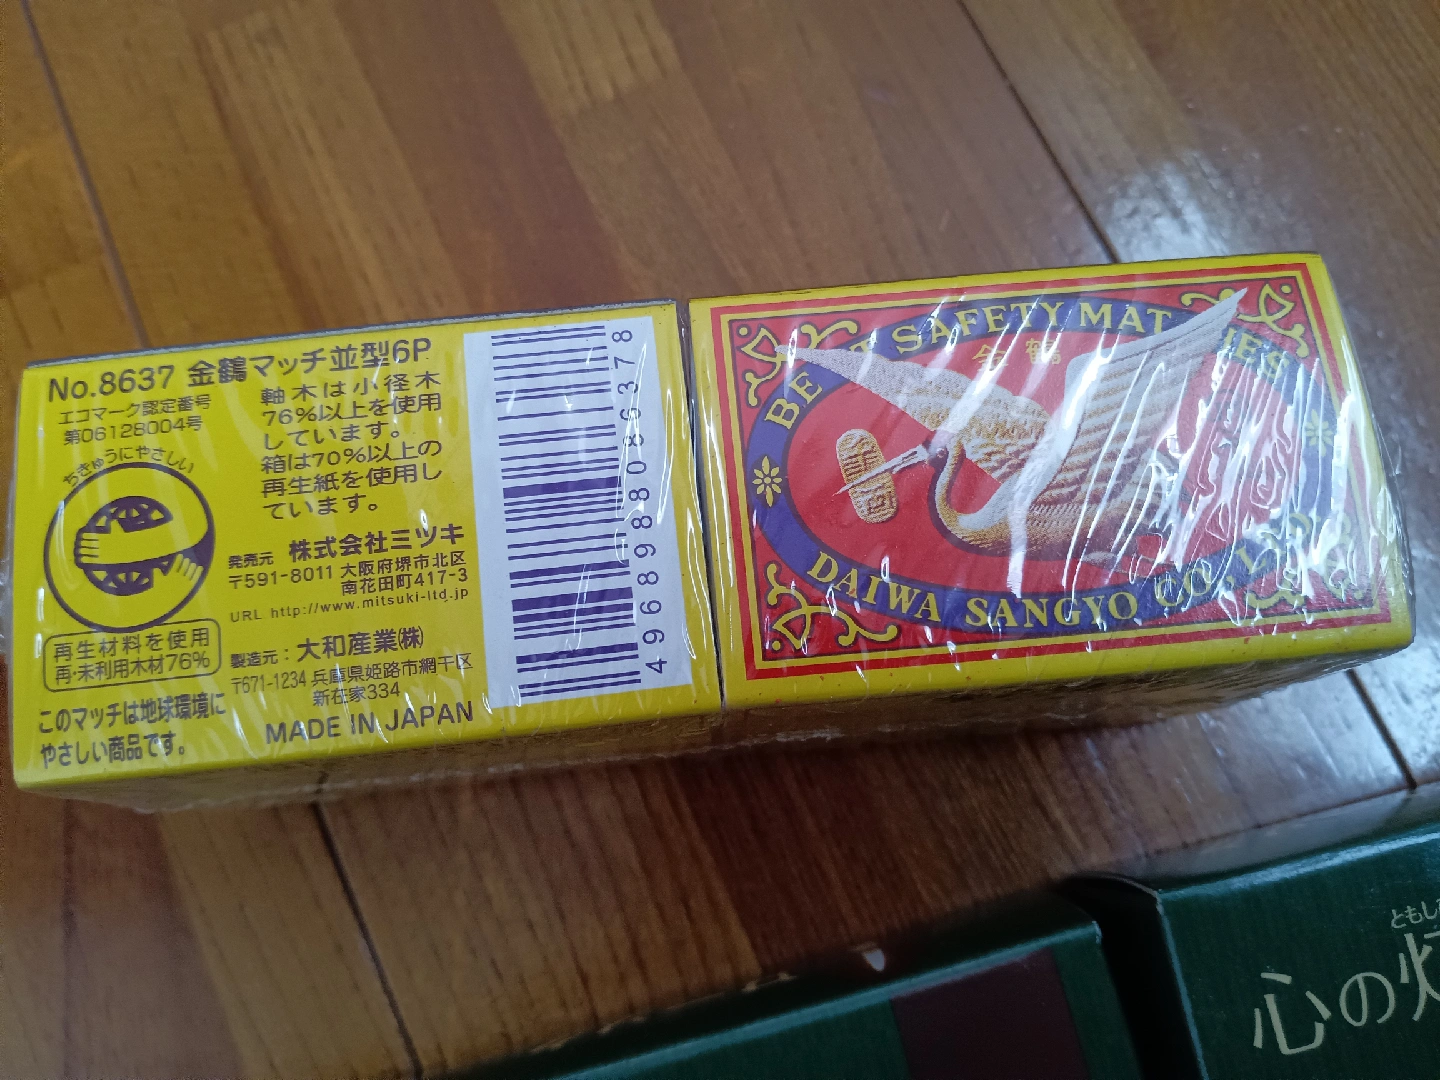 No.8637 金鶴マッチ並型6P
エコマーク認定番号
第06128004号
ちきゅうにやさしい
再生材料を使用
再・未利用木材76%
このマッチは地球環境に
やさしい商品です。
軸木は小径木
76%以上を使用
しています。
箱は70%以上の
再生紙を使用し
ています。
発売元 株式会社ミツキ
〒591-8011 大阪府堺市北区
南花田町417-3
URL http://www.mitsuki-ltd.jp
製造元：大和産業㈱
〒671-1234 兵庫県姫路市網干区
新在家334
MADE IN JAPAN
4968988086378
SAFETY
金鶴
DAIWA SANGYO CO.,
ともし
心の灯